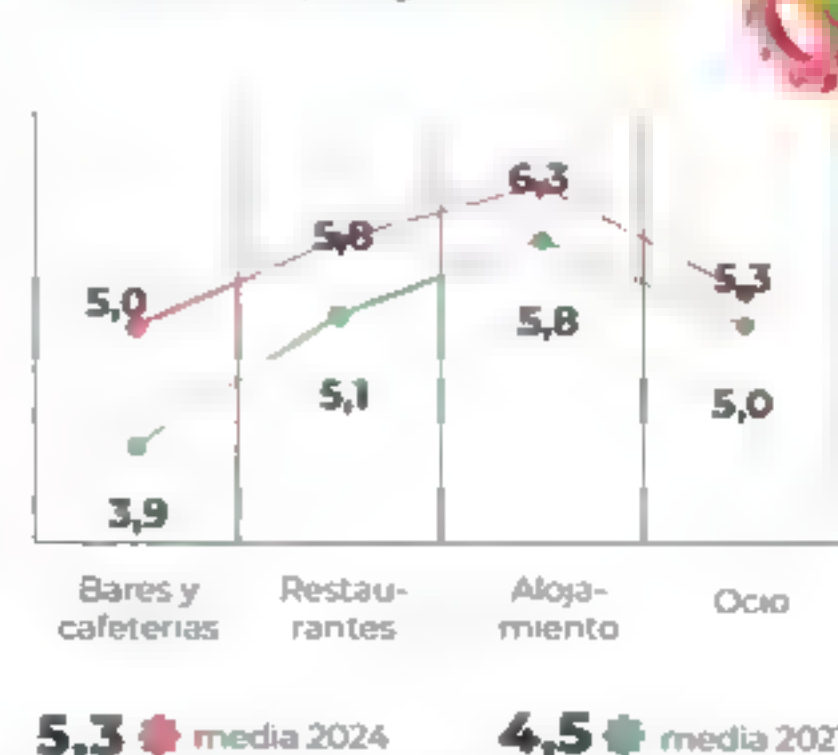 6,3
5,8
5,0
5,3
5,8
5,1
5,0
3,9
Bares y Restau- Aloja- Ocio
cafeterías rantes miento
5,3 media 2024 4,5 media